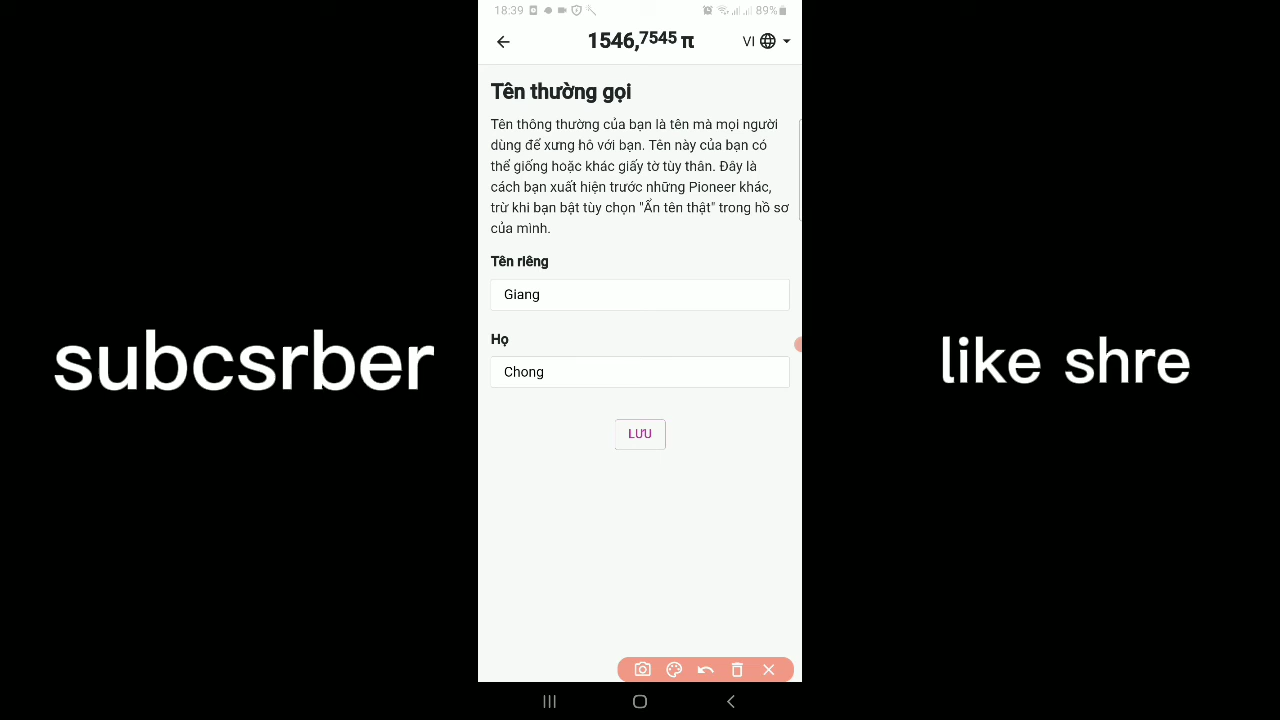 18:39 89%
1546,7545 π
VI
Tên thường gọi
Tên thông thường của bạn là tên mà mọi người
dùng để xưng hô với bạn. Tên này của bạn có
thể giống hoặc khác giấy tờ tùy thân. Đây là
cách bạn xuất hiện trước những Pioneer khác,
trừ khi bạn bật tùy chọn "Ẩn tên thật" trong hồ sơ
của mình.
Tên riêng
Giang
Họ
Chong
LƯU
subcsrber
like shre